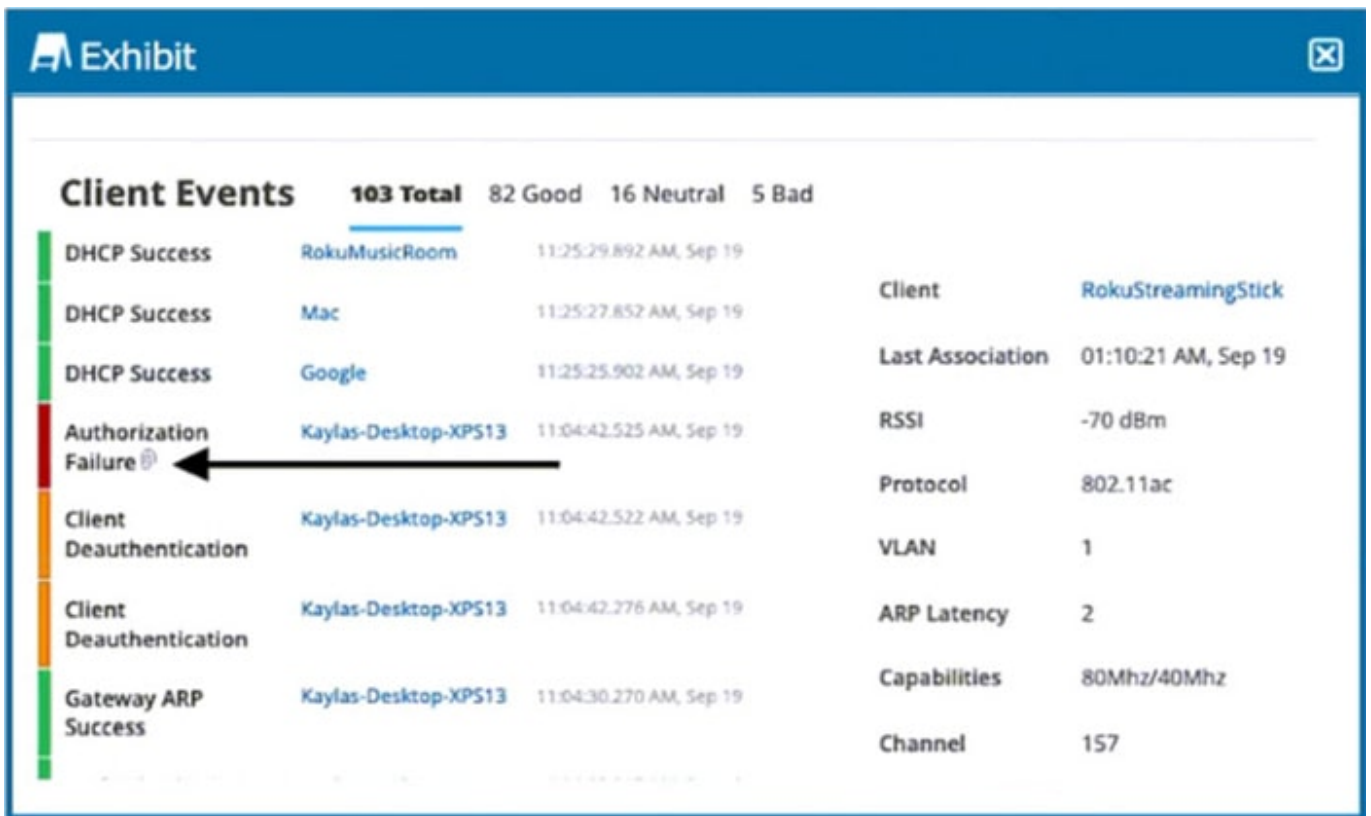 Exhibit
Client Events 103 Total 82 Good 16 Neutral 5 Bad
DHCP Success RokuMusicRoom 11:25:29.892 AM, Sep 19
DHCP Success Mac 11:25:27.852 AM, Sep 19
DHCP Success Google 11:25:25.902 AM, Sep 19
Authorization Kaylas-Desktop-XPS13 11:04:42.525 AM, Sep 19
Failure
Client Kaylas-Desktop-XPS13 11:04:42.522 AM, Sep 19
Deauthentication
Client Kaylas-Desktop-XPS13 11:04:42.276 AM, Sep 19
Deauthentication
Gateway ARP Kaylas-Desktop-XPS13 11:04:30.270 AM, Sep 19
Success
Client RokuStreamingStick
Last Association 01:10:21 AM, Sep 19
RSSI -70 dBm
Protocol 802.11ac
VLAN 1
ARP Latency 2
Capabilities 80Mhz/40Mhz
Channel 157